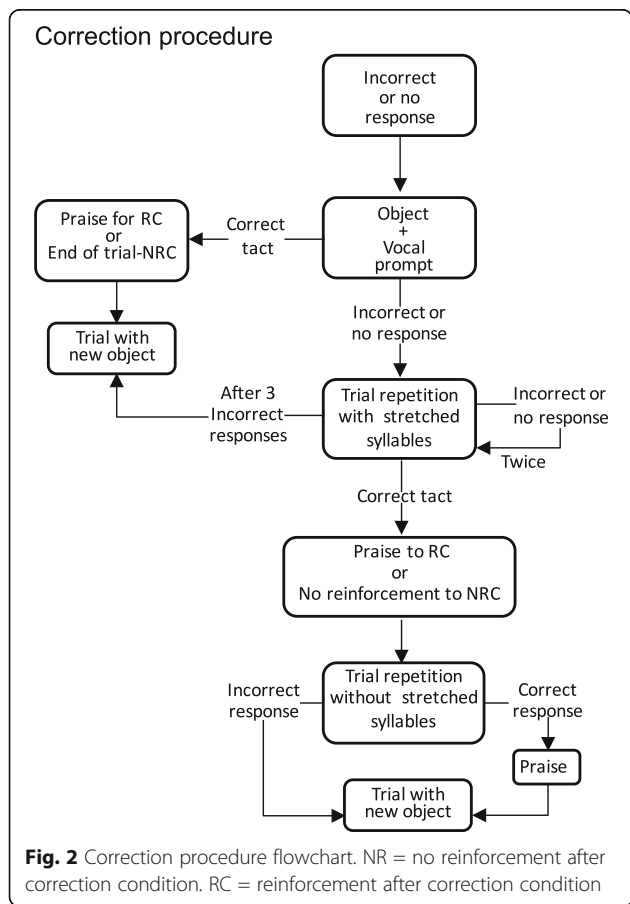 Correction procedure
Incorrect
or no
response
Praise for RC
or
End of trial-NRC
Correct
tact
Object
+
Vocal
prompt
Incorrect or
no response
Trial with
new object
After 3
Incorrect
responses
Trial repetition
with stretched
syllables
Incorrect or
no response
Twice
Correct tact
Praise to RC
or
No reinforcement to NRC
Incorrect
response
Trial repetition
without stretched
syllables
Correct
response
Praise
Trial with
new object
Fig. 2 Correction procedure flowchart. NR = no reinforcement after
correction condition. RC = reinforcement after correction condition